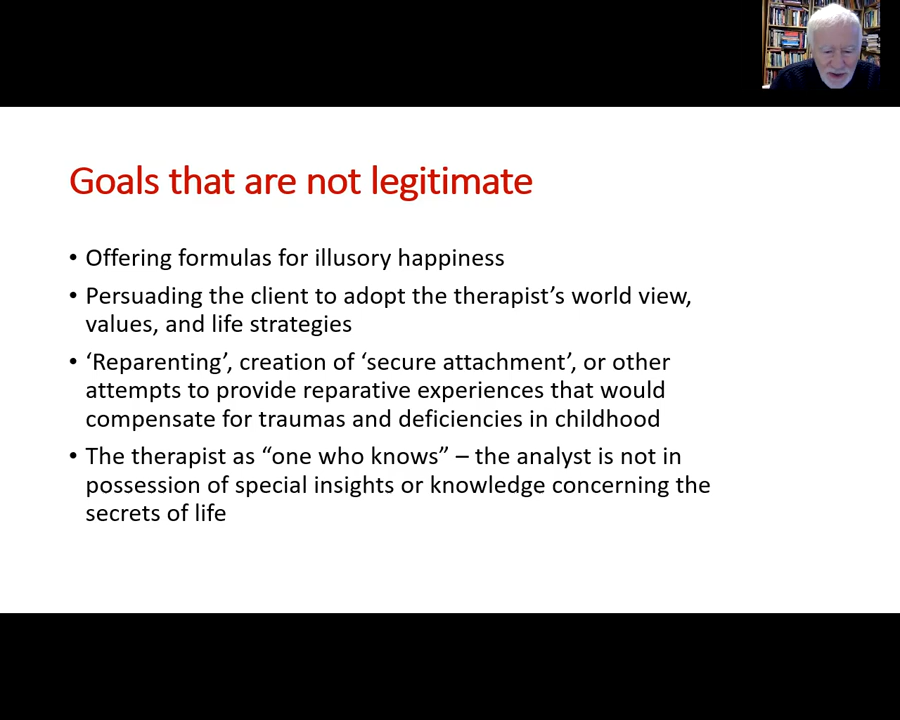 Goals that are not legitimate
• Offering formulas for illusory happiness
• Persuading the client to adopt the therapist’s world view,
values, and life strategies
• ‘Reparenting’, creation of ‘secure attachment’, or other
attempts to provide reparative experiences that would
compensate for traumas and deficiencies in childhood
• The therapist as “one who knows” – the analyst is not in
possession of special insights or knowledge concerning the
secrets of life